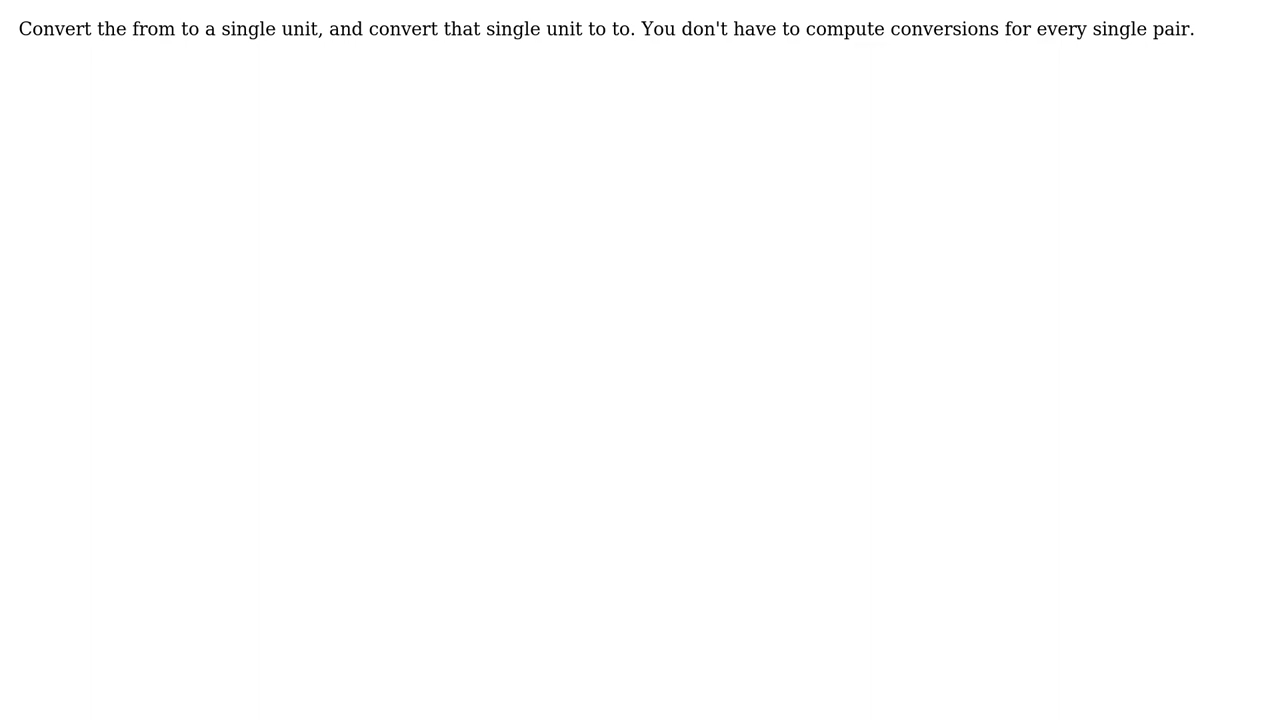 Convert the from to a single unit, and convert that single unit to to. You don't have to compute conversions for every single pair.